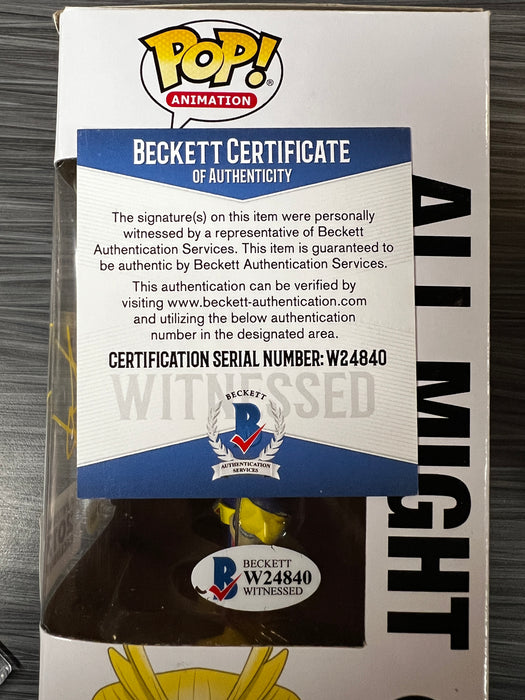 POP!
®
ANIMATION
BECKETT CERTIFICATE
OF AUTHENTICITY
The signature(s) on this item were personally
witnessed by a representative of Beckett
Authentication Services. This item is guaranteed to
be authentic by Beckett Authentication Services.
This authentication can be verified by
visiting www.beckett-authentication.com
and utilizing the below authentication
number in the designated area.
CERTIFICATION SERIAL NUMBER: W24840
WITNESSED
BECKETT
B
AUTHENTICATION
SERVICES
ALL MIGHT
B
BECKETT
W24840
WITNESSED